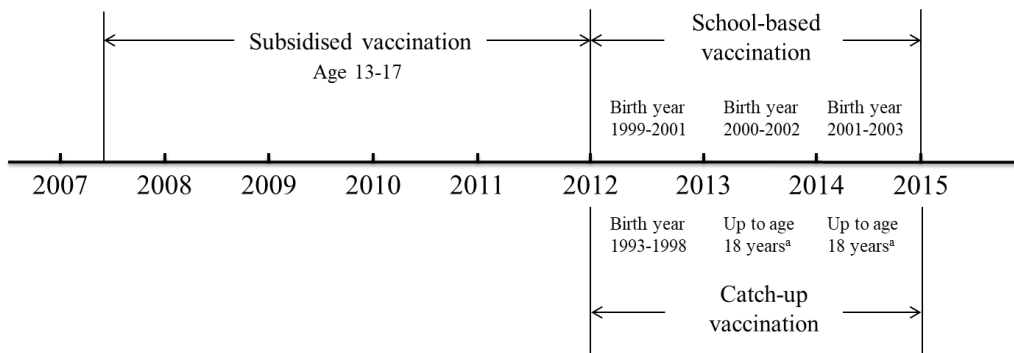 Subsidised vaccination
Age 13-17
School-based
vaccination
Birth year
1999-2001
Birth year
2000-2002
Birth year
2001-2003
2007 2008 2009 2010 2011 2012 2013 2014 2015
Birth year
1993-1998
Up to age
18 yearsᵃ
Up to age
18 yearsᵃ
Catch-up
vaccination